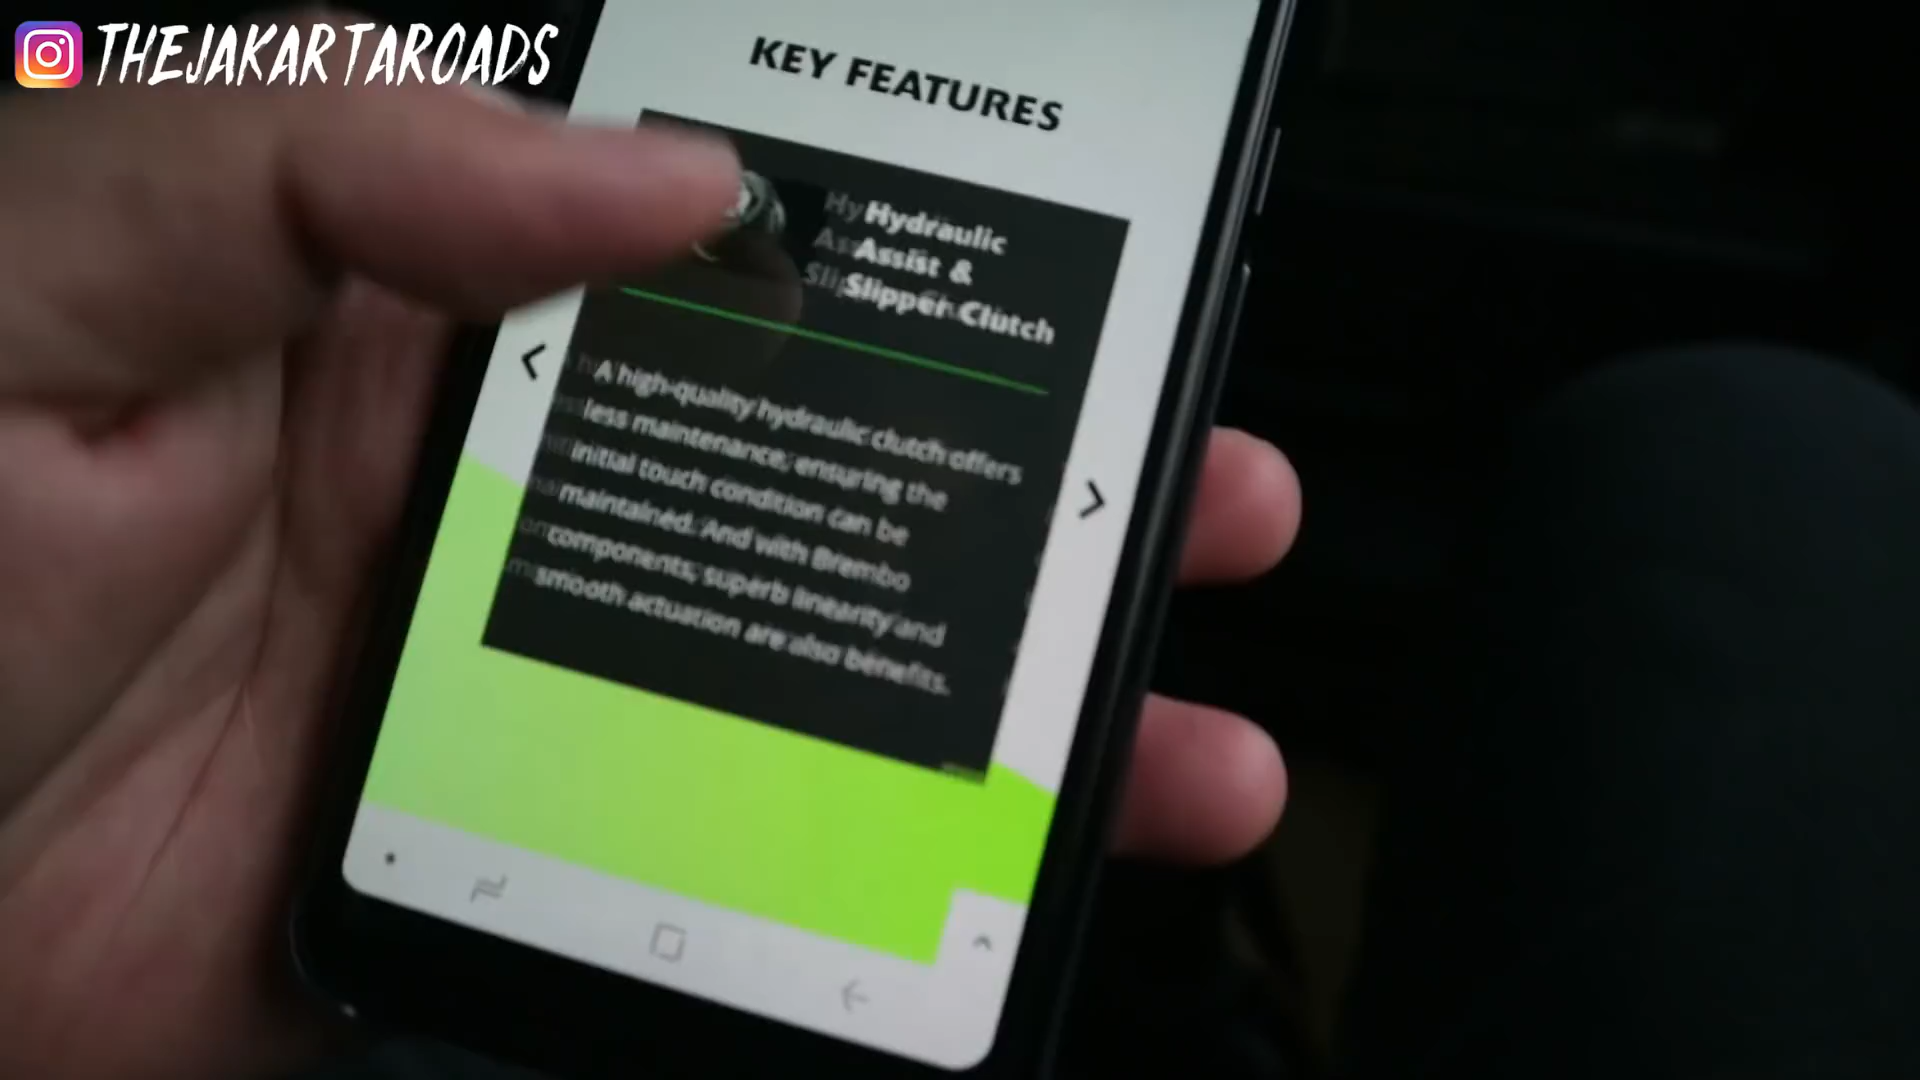 THEJAKARTAROADS
KEY FEATURES
Hydraulic
Assist &
Slipper Clutch
A high-quality hydraulic clutch offers
less maintenance, ensuring the
initial touch condition can be
maintained. And with Brembo
components, superb linearity and
smooth actuation are also benefits.